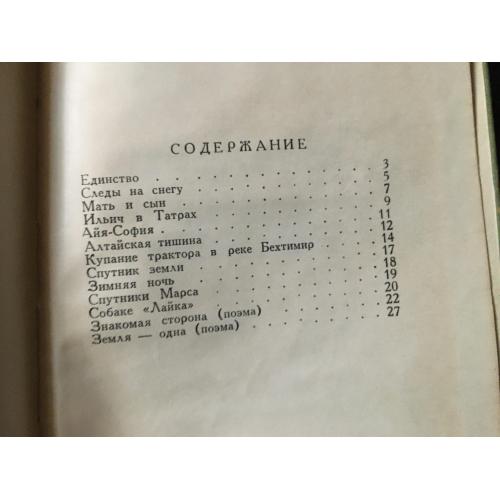 СОДЕРЖАНИЕ
Единство . . . . . . . . . 3
Следы на снегу . . . . . . . 5
Мать и сын . . . . . . . . 7
Ильич в Татрах . . . . . . . 9
Айя-София . . . . . . . . 11
Алтайская тишина . . . . . . . 12
Купание трактора в реке Бехтимир . . . 14
Спутник земли . . . . . . . 17
Зимняя ночь . . . . . . . . 18
Спутники Марса . . . . . . . 19
Собаке «Лайка» . . . . . . . 20
Знакомая сторона (поэма) . . . . . 22
Земля — одна (поэма) . . . . . . 27